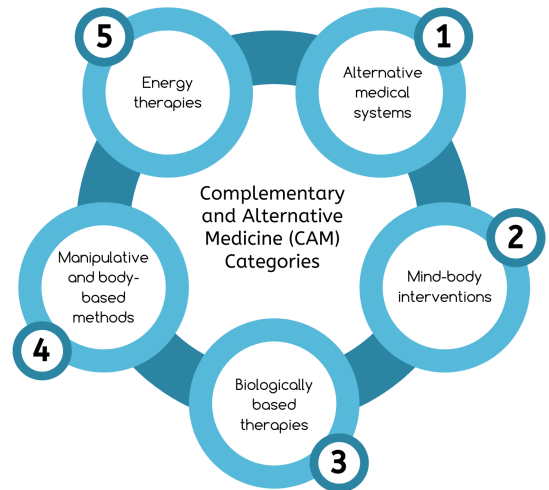 Complementary
and Alternative
Medicine (CAM)
Categories
1
Alternative
medical
systems
2
Mind-body
interventions
3
Biologically
based
therapies
4
Manipulative
and body-
based
methods
5
Energy
therapies